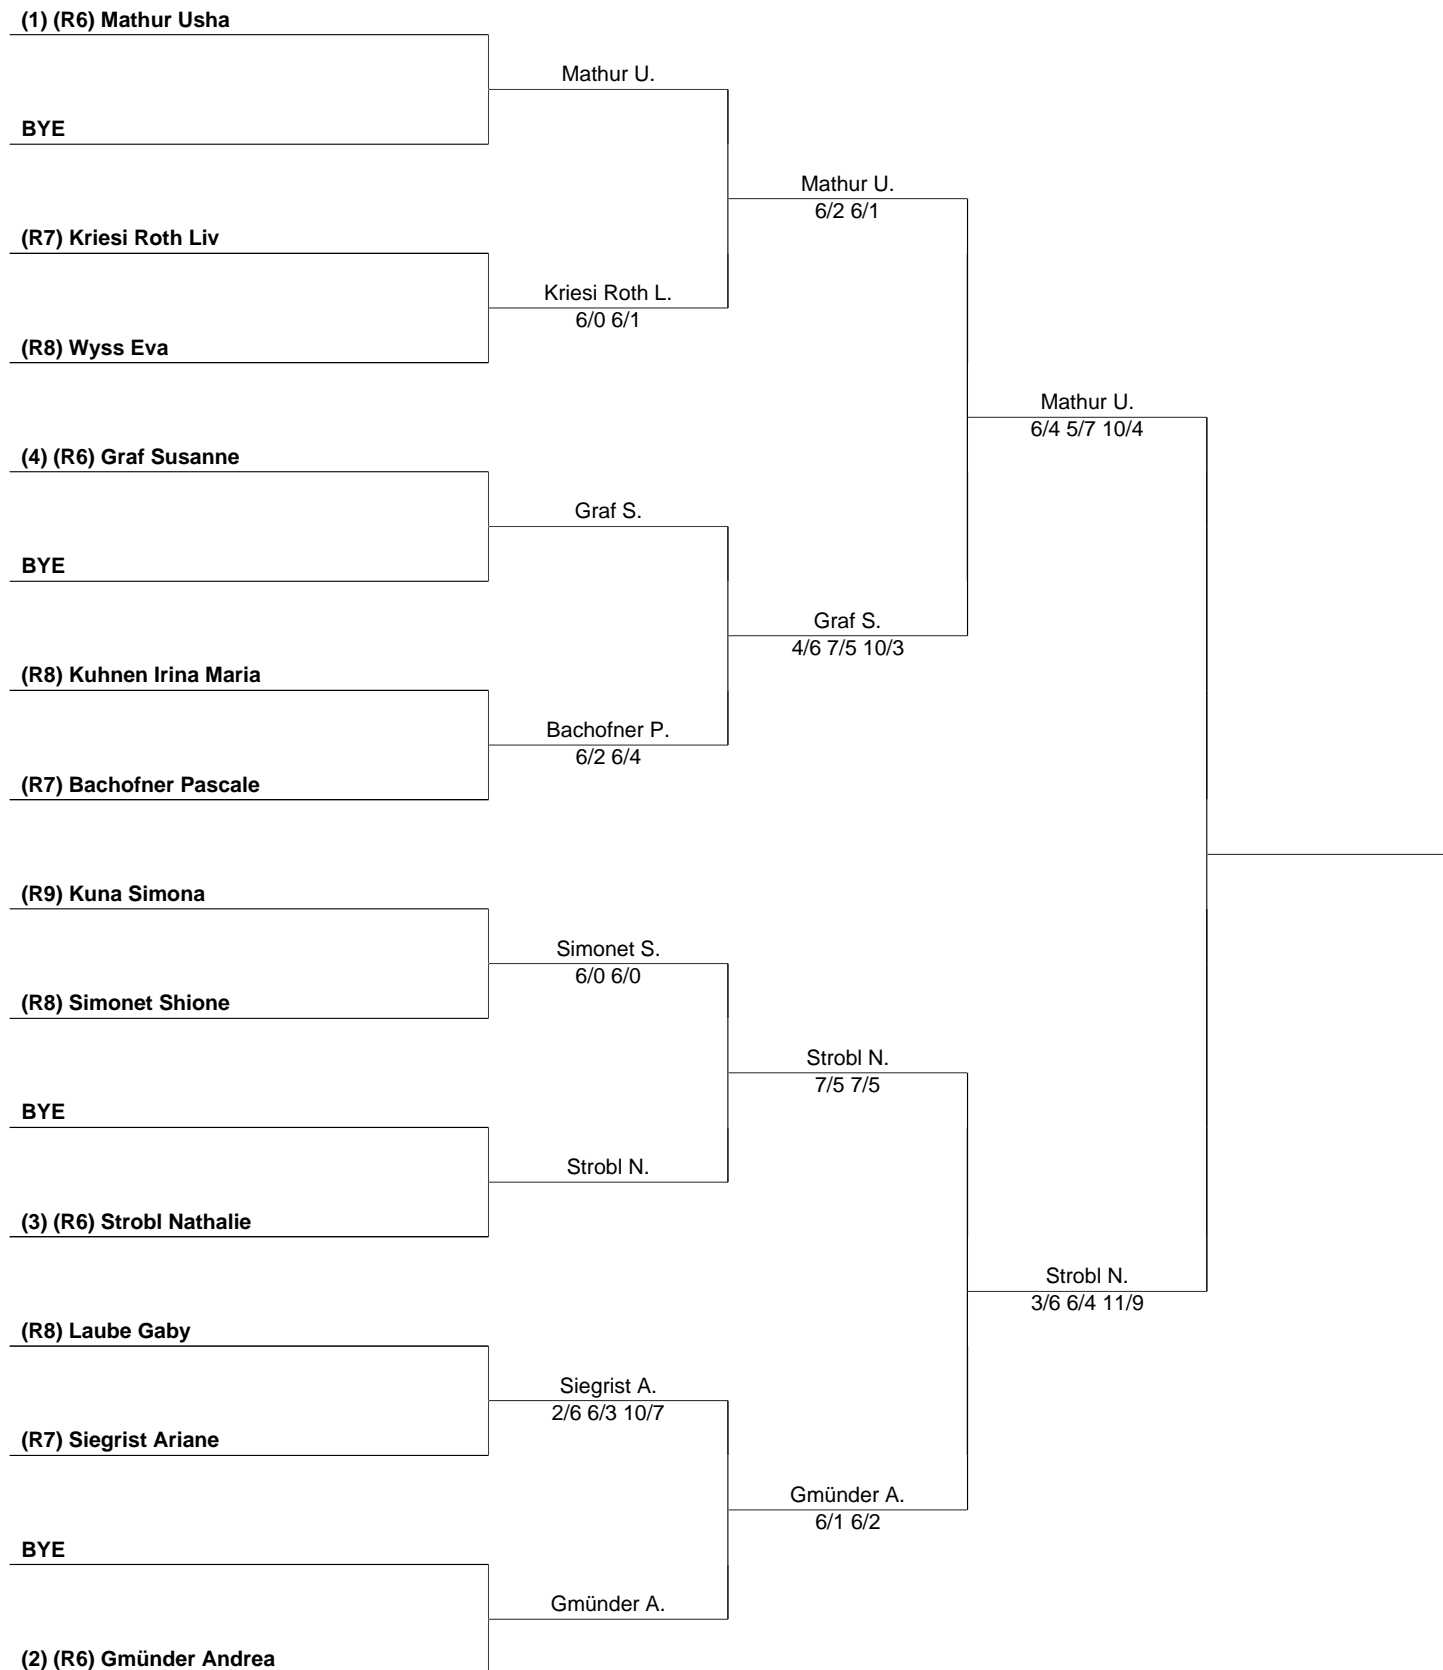 (1) (R6) Mathur Usha
Mathur U.
BYE
Mathur U.
6/2 6/1
(R7) Kriesi Roth Liv
Kriesi Roth L.
6/0 6/1
(R8) Wyss Eva
Mathur U.
6/4 5/7 10/4
(4) (R6) Graf Susanne
Graf S.
BYE
Graf S.
4/6 7/5 10/3
(R8) Kuhnen Irina Maria
Bachofner P.
6/2 6/4
(R7) Bachofner Pascale
(R9) Kuna Simona
Simonet S.
6/0 6/0
(R8) Simonet Shione
Strobl N.
7/5 7/5
BYE
Strobl N.
(3) (R6) Strobl Nathalie
Strobl N.
3/6 6/4 11/9
(R8) Laube Gaby
Siegrist A.
2/6 6/3 10/7
(R7) Siegrist Ariane
Gmünder A.
6/1 6/2
BYE
Gmünder A.
(2) (R6) Gmünder Andrea